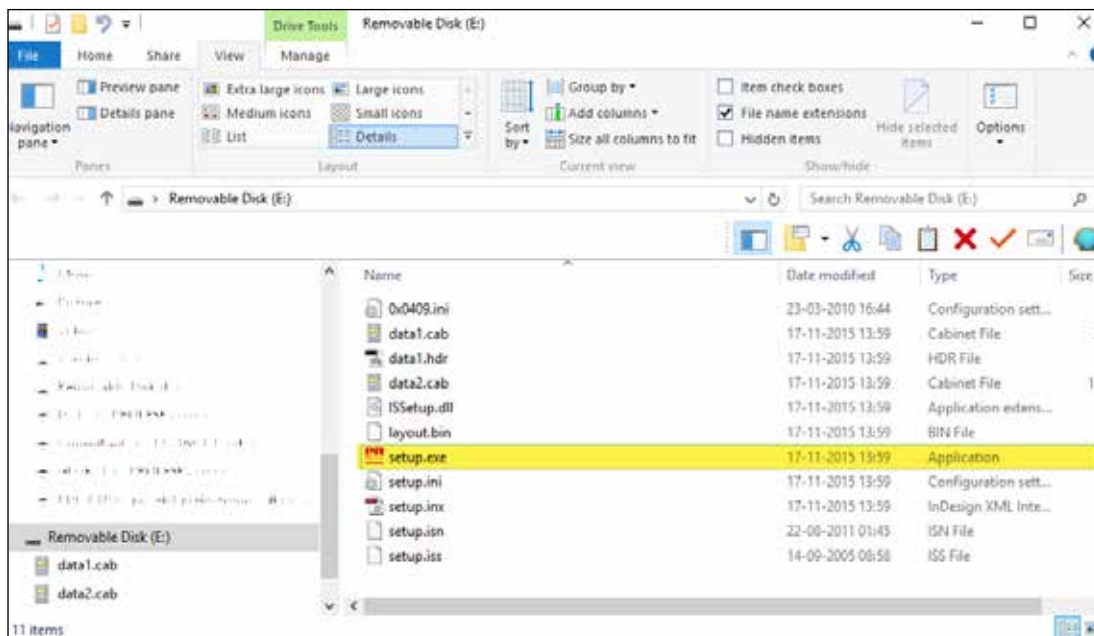 Drive Tools Removable Disk (E:)
File Home Share View Manage
Navigation pane
Preview pane
Details pane
Panes
Extra large icons Large icons
Medium icons Small icons
List Details
Layout
Sort by
Group by
Add columns
Size all columns to fit
Current view
Item check boxes
File name extensions
Hidden items
Hide selected items
Show/hide
Options
Removable Disk (E:) Search Removable Disk (E:)
Name Date modified Type Size
0x0409.ini 23-03-2010 16:44 Configuration sett...
data1.cab 17-11-2015 13:59 Cabinet File
data1.hdr 17-11-2015 13:59 HDR File
data2.cab 17-11-2015 13:59 Cabinet File 1
ISSetup.dll 17-11-2015 13:59 Application extens...
layout.bin 17-11-2015 13:59 BIN File
setup.exe 17-11-2015 13:59 Application
setup.ini 17-11-2015 13:59 Configuration sett...
setup.inx 17-11-2015 13:59 InDesign XML Inte...
setup.isn 22-08-2011 01:45 ISN File
setup.iss 14-09-2005 08:58 ISS File
Removable Disk (E:)
data1.cab
data2.cab
11 items